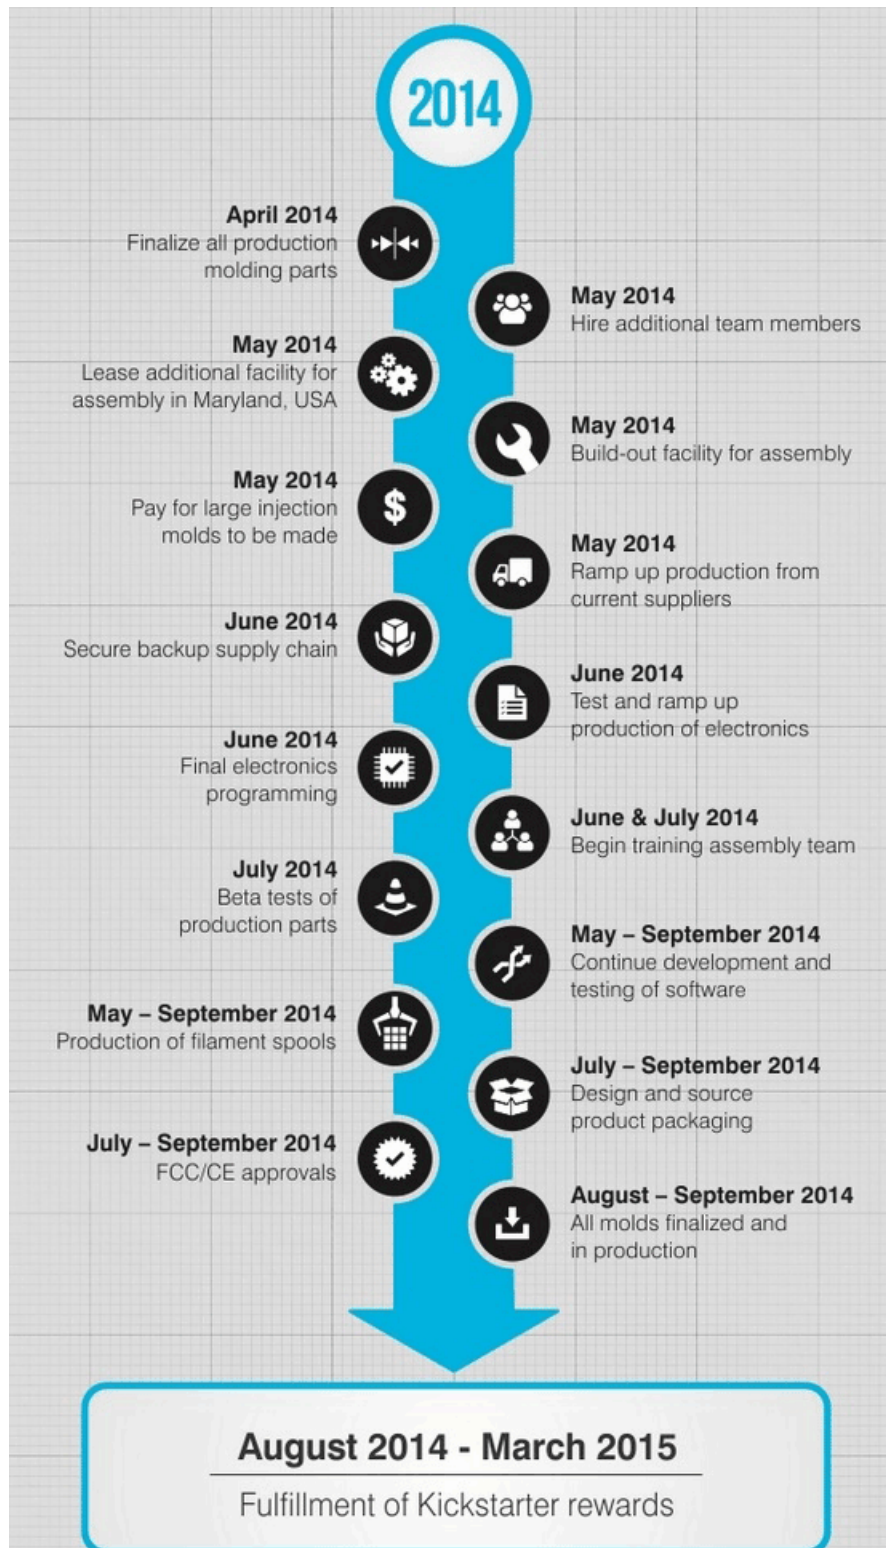 2014
April 2014
Finalize all production
molding parts
May 2014
Hire additional team members
May 2014
Lease additional facility for
assembly in Maryland, USA
May 2014
Build-out facility for assembly
May 2014
Pay for large injection
molds to be made
May 2014
Ramp up production from
current suppliers
June 2014
Secure backup supply chain
June 2014
Test and ramp up
production of electronics
June 2014
Final electronics
programming
June & July 2014
Begin training assembly team
July 2014
Beta tests of
production parts
May – September 2014
Continue development and
testing of software
May – September 2014
Production of filament spools
July – September 2014
Design and source
product packaging
July – September 2014
FCC/CE approvals
August – September 2014
All molds finalized and
in production
August 2014 - March 2015
Fulfillment of Kickstarter rewards